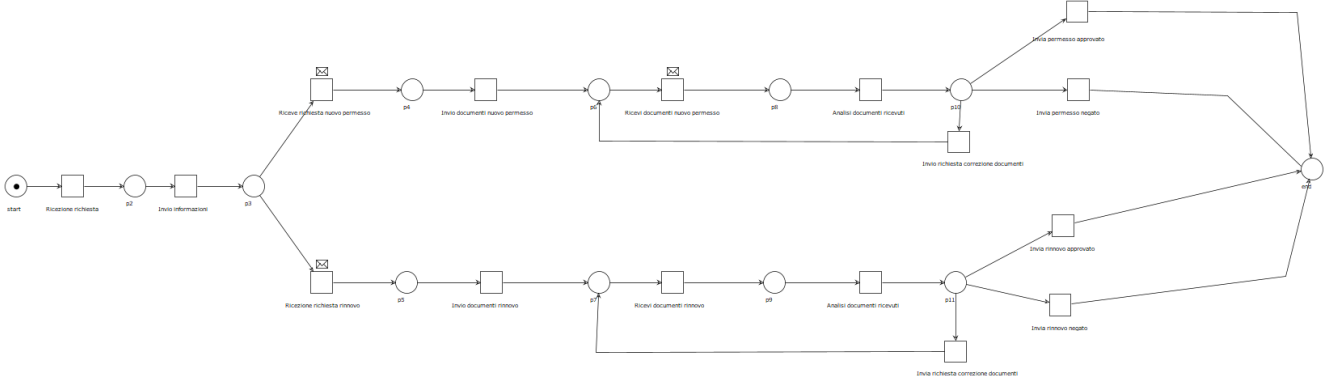 Invia permesso approvato
Riceve richiesta nuovo permesso
p4
Invio documenti nuovo permesso
p6
Ricevi documenti nuovo permesso
p8
Analisi documenti ricevuti
p10
Invia permesso negato
Invio richiesta correzione documenti
start
Ricezione richiesta
p2
Invio informazioni
p3
end
Invia rinnovo approvato
Ricezione richiesta rinnovo
p5
Invio documenti rinnovo
p7
Ricevi documenti rinnovo
p9
Analisi documenti ricevuti
p11
Invia rinnovo negato
Invia richiesta correzione documenti